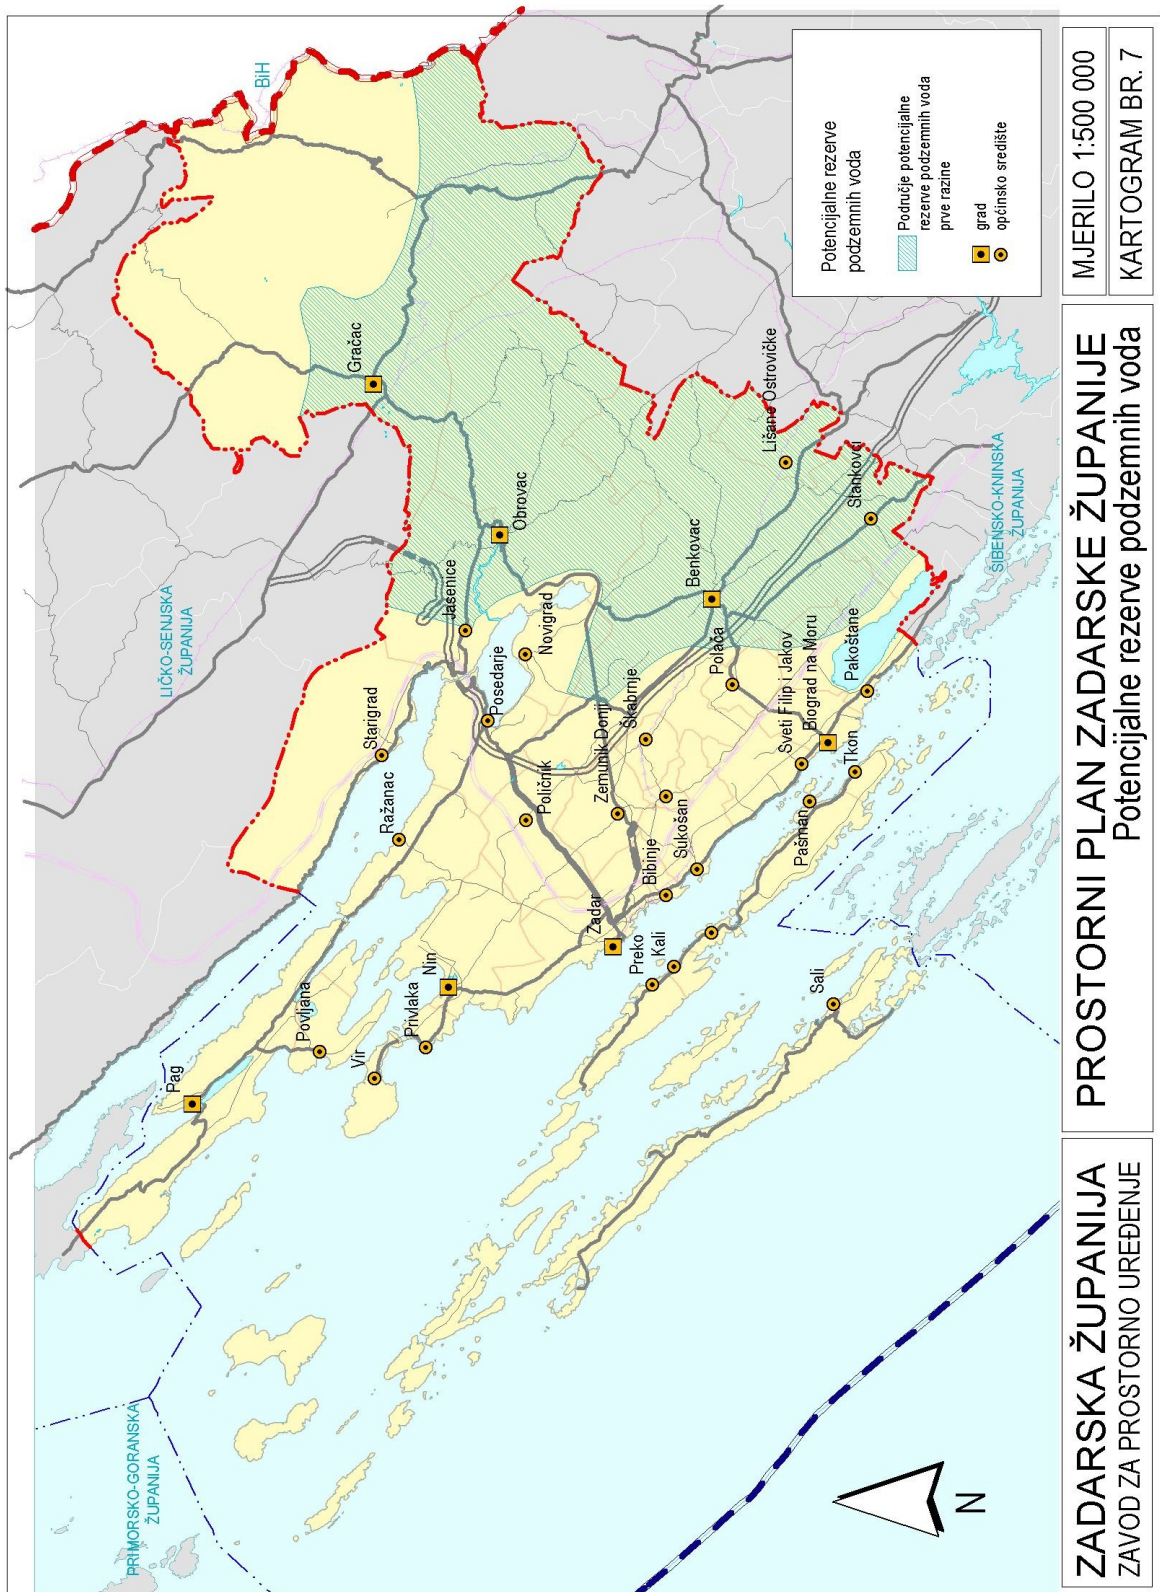 PRIMORSKO-GORANSKA
ŽUPANIJA
LIČKO-SENJSKA
ŽUPANIJA
BiH
ŠIBENSKO-KNINSKA
ŽUPANIJA
Pag
Povljana
Vir
Privlaka
Nin
Ražanac
Starigrad
Jasenice
Gračac
Obrovac
Posedarje
Novigrad
Poličnik
Zadar
Zemunik Donji
Škabrnje
Bibinje
Sukošan
Preko
Kali
Benkovac
Polača
Lišane Ostrovičke
Stankovci
Sveti Filip i Jakov
Biograd na Moru
Pakoštane
Pašman
Tkon
Sali
N
Potencijalne rezerve
podzemnih voda
Područje potencijalne
rezerve podzemnih voda
prve razine
grad
općinsko središte
ZADARSKA ŽUPANIJA
ZAVOD ZA PROSTORNO UREĐENJE
PROSTORNI PLAN ZADARSKE ŽUPANIJE
Potencijalne rezerve podzemnih voda
MJERILO 1:500 000
KARTOGRAM BR. 7